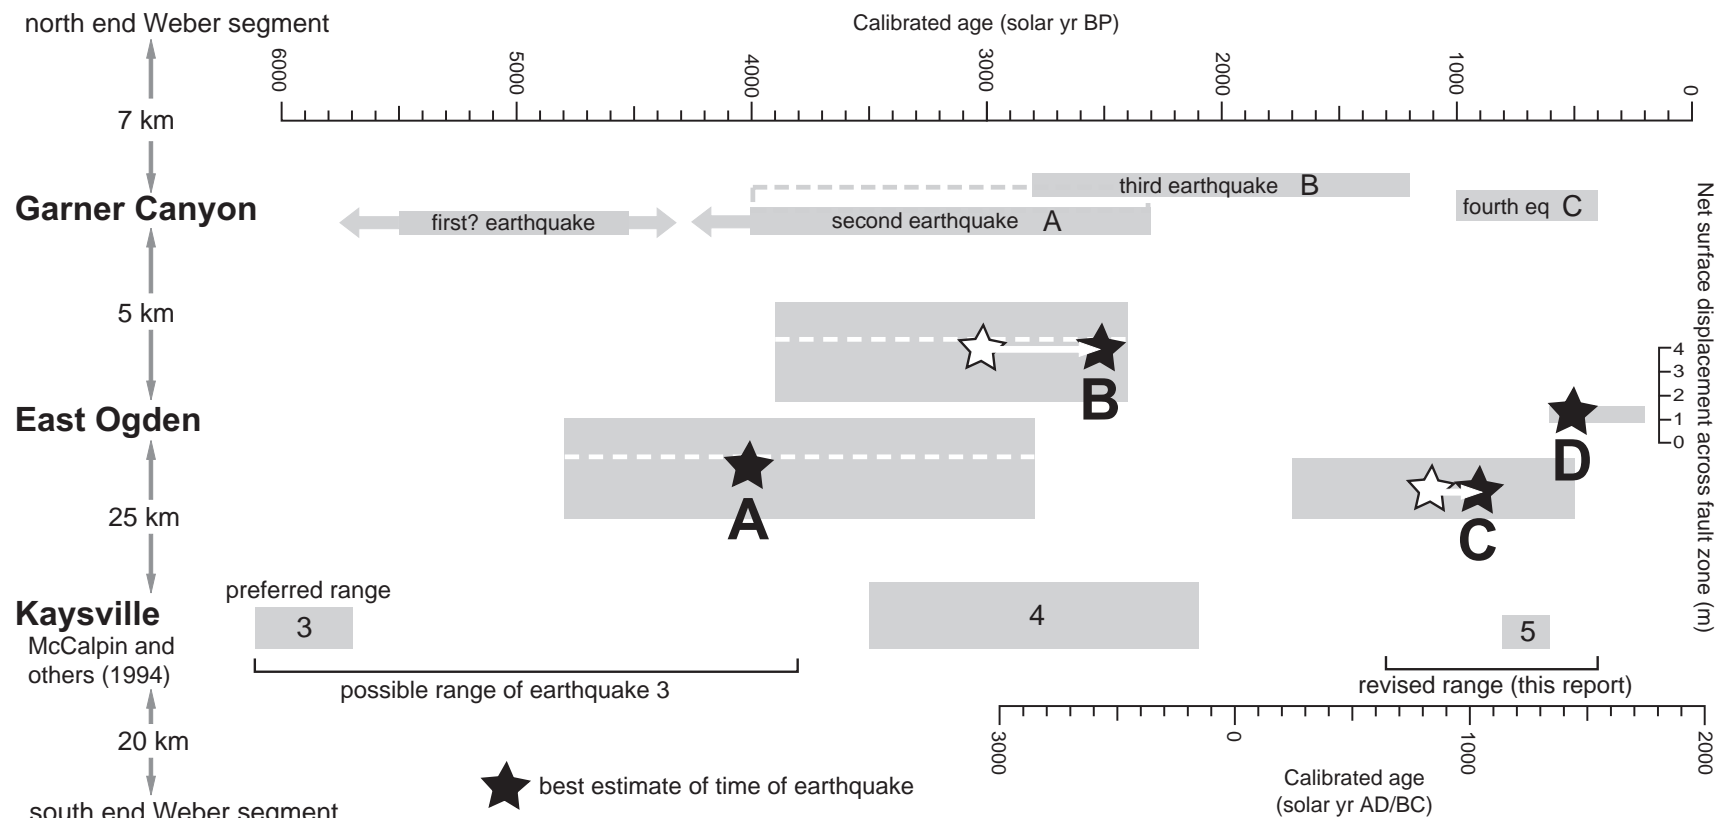 north end Weber segment
Calibrated age (solar yr BP)
6000
5000
4000
3000
2000
1000
0
7 km
Garner Canyon
first? earthquake
second earthquake A
third earthquake B
fourth eq C
Net surface displacement across fault zone (m)
5 km
B
4
3
2
1
0
East Ogden
D
A
C
25 km
Kaysville
McCalpin and
others (1994)
preferred range
3
4
5
possible range of earthquake 3
revised range (this report)
3000
0
1000
2000
Calibrated age
(solar yr AD/BC)
20 km
best estimate of time of earthquake
south end Weber segment